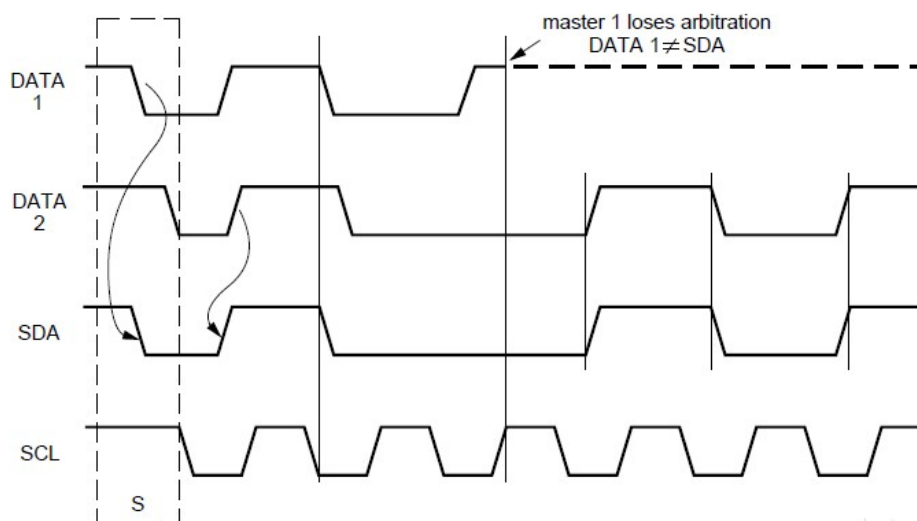 master 1 loses arbitration
DATA 1≠SDA
DATA
1
DATA
2
SDA
SCL
S